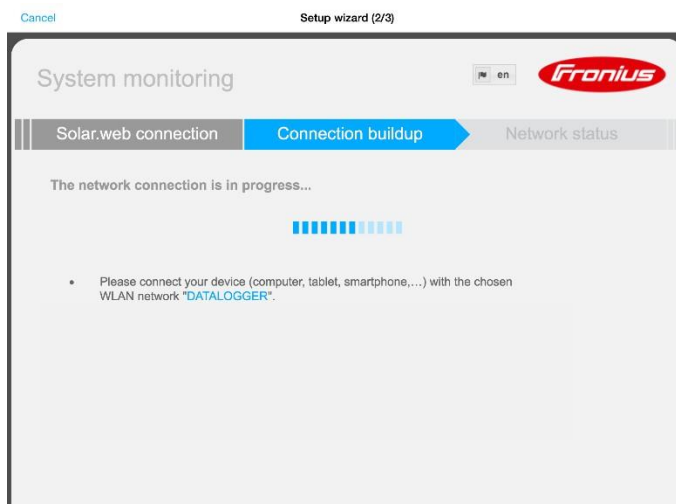 Cancel
Setup wizard (2/3)
System monitoring
en
Fronius
Solar.web connection
Connection buildup
Network status
The network connection is in progress...
• Please connect your device (computer, tablet, smartphone,...) with the chosen
WLAN network "DATALOGGER".